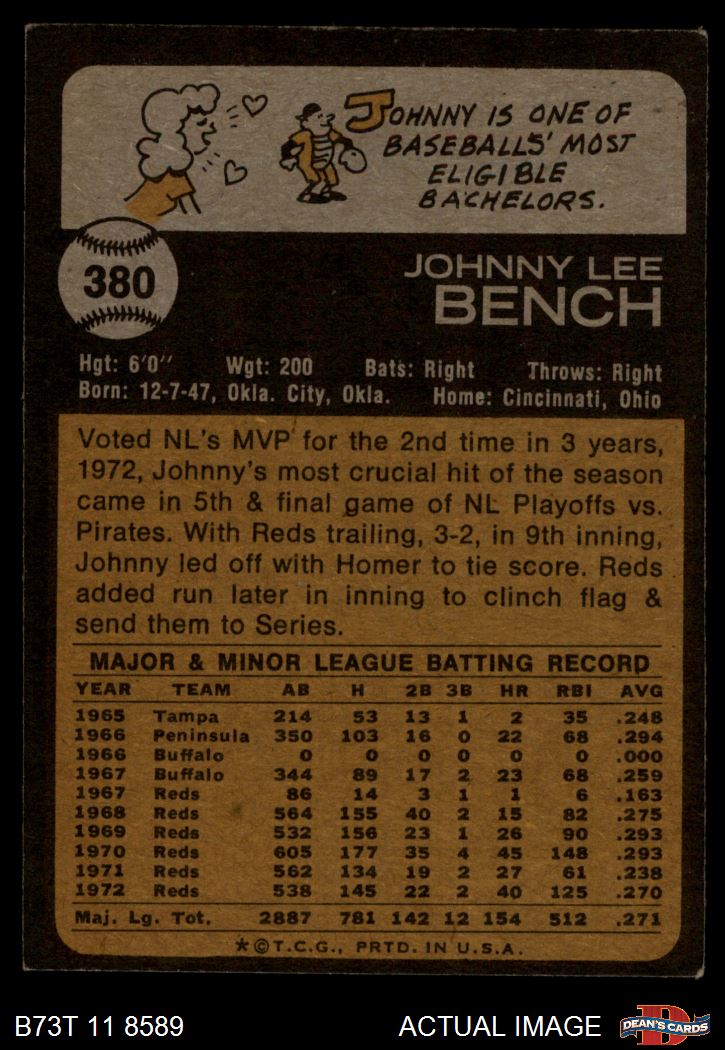 JOHNNY IS ONE OF
BASEBALLS' MOST
ELIGIBLE
BACHELORS.
380
JOHNNY LEE
BENCH
Hgt: 6'0" Wgt: 200 Bats: Right Throws: Right
Born: 12-7-47, Okla. City, Okla. Home: Cincinnati, Ohio
Voted NL's MVP for the 2nd time in 3 years,
1972, Johnny's most crucial hit of the season
came in 5th & final game of NL Playoffs vs.
Pirates. With Reds trailing, 3-2, in 9th inning,
Johnny led off with Homer to tie score. Reds
added run later in inning to clinch flag &
send them to Series.
MAJOR & MINOR LEAGUE BATTING RECORD
YEAR TEAM AB H 2B 3B HR RBI AVG
1965 Tampa 214 53 13 1 2 35 .248
1966 Peninsula 350 103 16 0 22 68 .294
1966 Buffalo 0 0 0 0 0 0 .000
1967 Buffalo 344 89 17 2 23 68 .259
1967 Reds 86 14 3 1 1 6 .163
1968 Reds 564 155 40 2 15 82 .275
1969 Reds 532 156 23 1 26 90 .293
1970 Reds 605 177 35 4 45 148 .293
1971 Reds 562 134 19 2 27 61 .238
1972 Reds 538 145 22 2 40 125 .270
Maj. Lg. Tot. 2887 781 142 12 154 512 .271
*©T.C.G., PRTD. IN U.S.A.
B73T 11 8589 ACTUAL IMAGE
D
DEAN'S CARDS